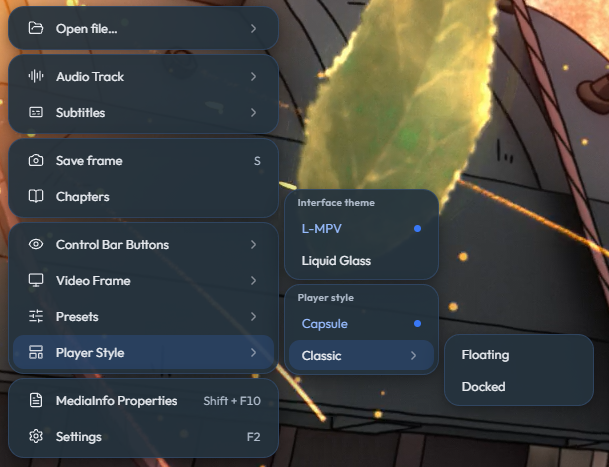 Open file...
Audio Track
Subtitles
Save frame S
Chapters
Control Bar Buttons
Video Frame
Presets
Player Style
MediaInfo Properties Shift + F10
Settings F2
Interface theme
L-MPV
Liquid Glass
Player style
Capsule
Classic
Floating
Docked